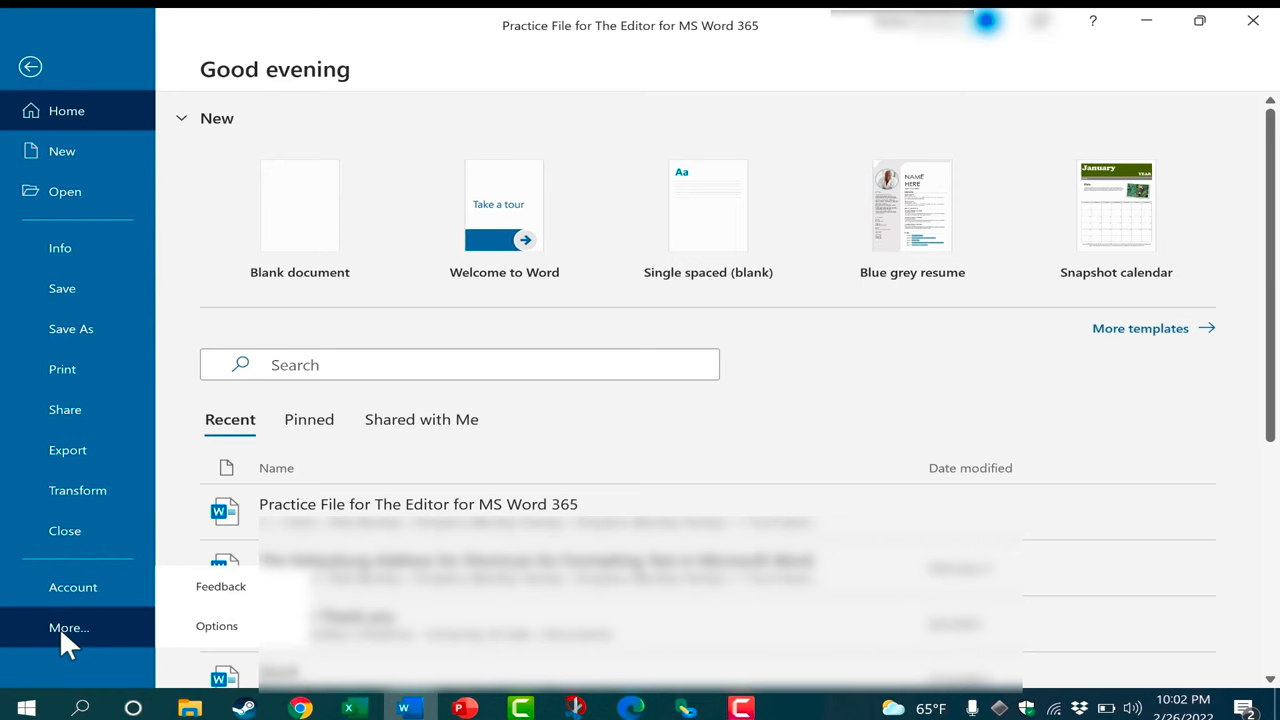 Practice File for The Editor for MS Word 365
?
Good evening
Home
New
Open
Info
Save
Save As
Print
Share
Export
Transform
Close
Account
More...
Feedback
Options
New
Blank document
Take a tour
Welcome to Word
Aa
Single spaced (blank)
NAME
HERE
Blue grey resume
January
YEAR
Snapshot calendar
More templates
Search
Recent
Pinned
Shared with Me
Name
Date modified
Practice File for The Editor for MS Word 365
65°F
10:02 PM
2/26/2022
2